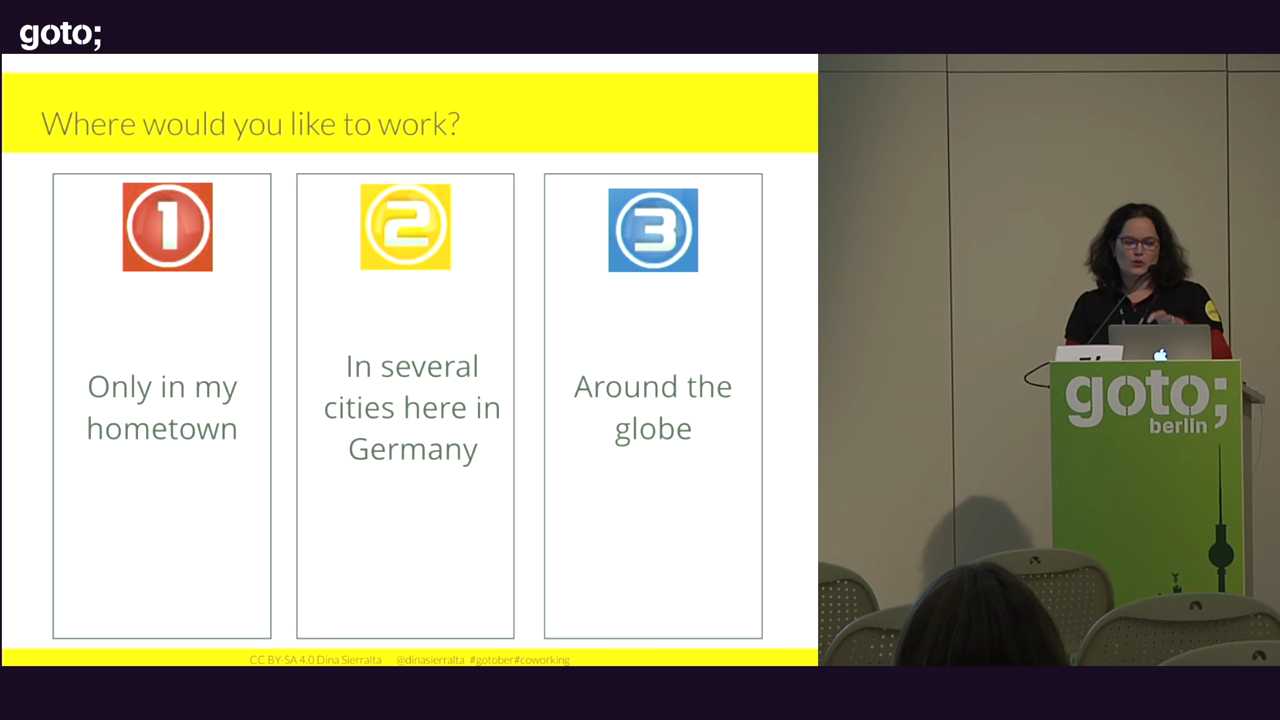 goto;
Where would you like to work?
1
Only in my
hometown
2
In several
cities here in
Germany
3
Around the
globe
CC BY-SA 4.0 Dina Sierralta @dinasierralta #gotober#coworking
goto;
berlin